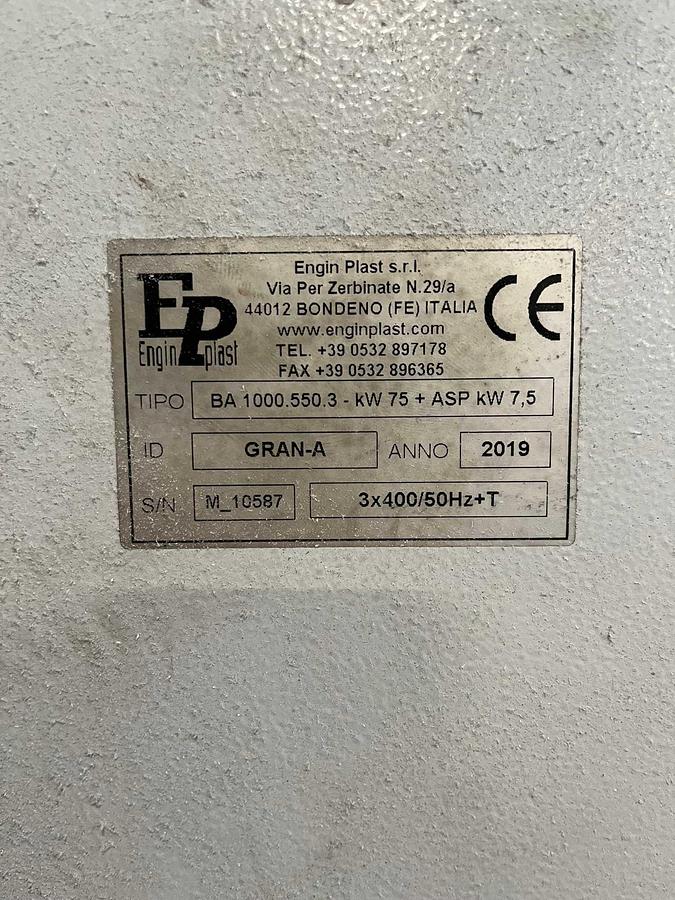 EP
Engin plast
Engin Plast s.r.l.
Via Per Zerbinate N.29/a
44012 BONDENO (FE) ITALIA
www.enginplast.com
TEL. +39 0532 897178
FAX +39 0532 896365
CE
TIPO BA 1000.550.3 - kW 75 + ASP kW 7,5
ID GRAN-A ANNO 2019
S/N M_10587 3x400/50Hz+T